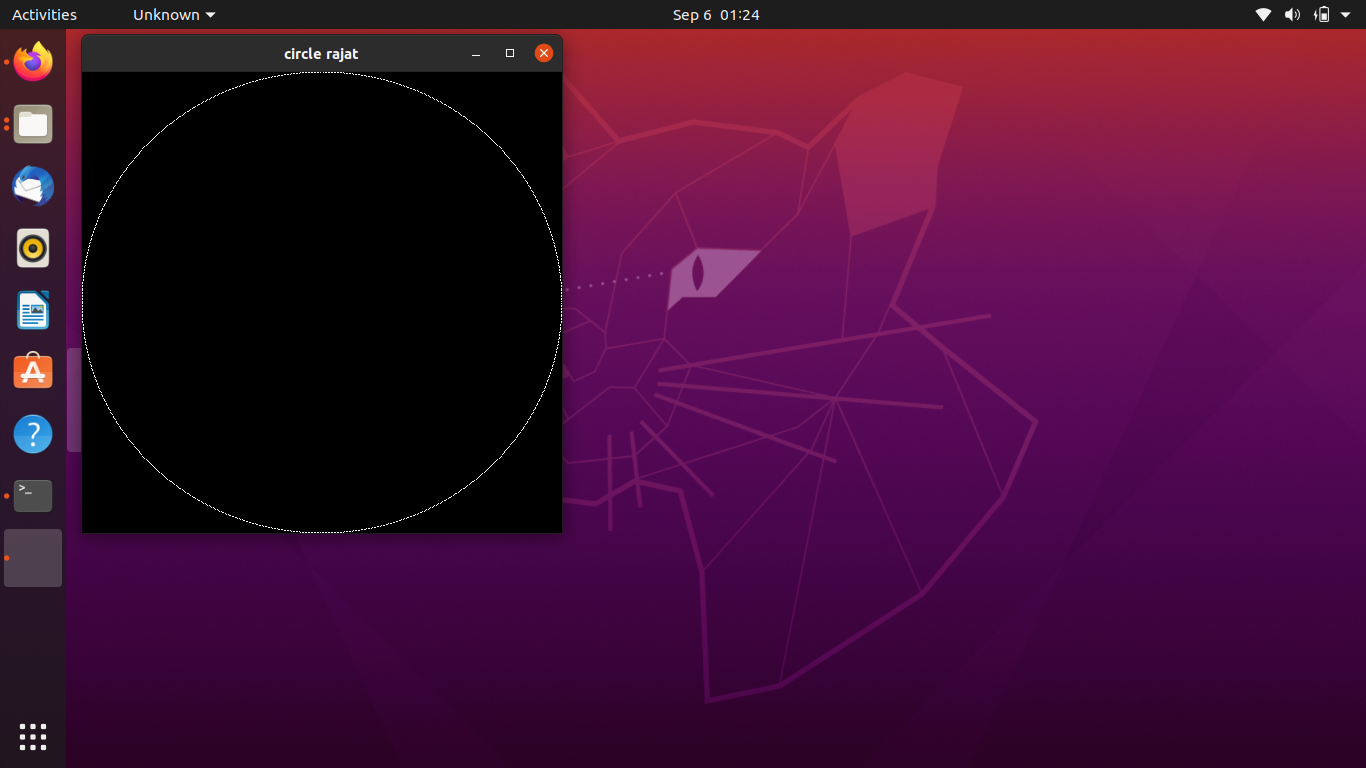 Activities
Unknown
Sep 6 01:24
circle rajat
>_
?